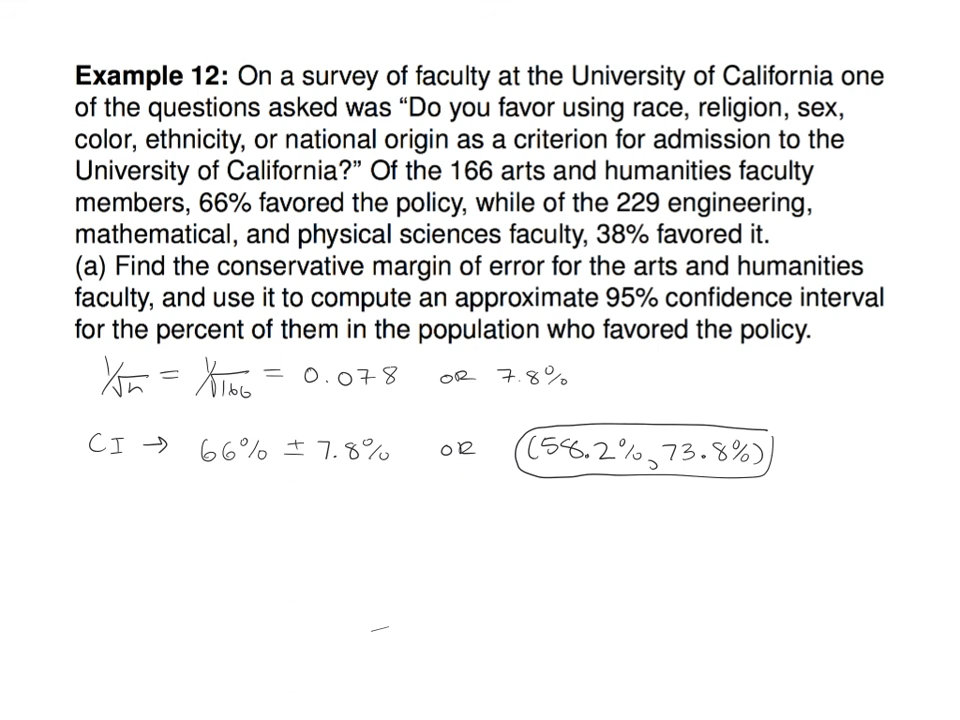 Example 12: On a survey of faculty at the University of California one
of the questions asked was “Do you favor using race, religion, sex,
color, ethnicity, or national origin as a criterion for admission to the
University of California?” Of the 166 arts and humanities faculty
members, 66% favored the policy, while of the 229 engineering,
mathematical, and physical sciences faculty, 38% favored it.
(a) Find the conservative margin of error for the arts and humanities
faculty, and use it to compute an approximate 95% confidence interval
for the percent of them in the population who favored the policy.
1/√n = 1/√166 = 0.078 OR 7.8%
CI → 66% ± 7.8% OR (58.2%, 73.8%)